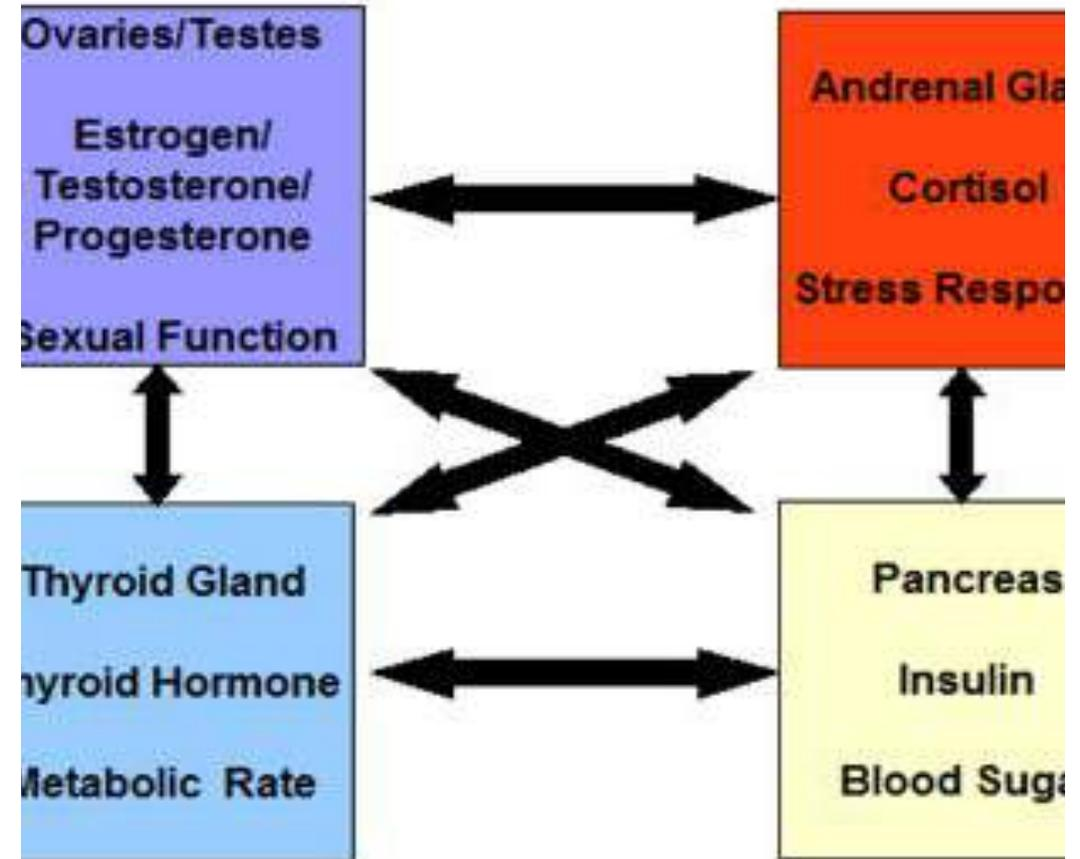 Ovaries/Testes
Estrogen/
Testosterone/
Progesterone
Sexual Function
Andrenal Gla
Cortisol
Stress Respo
Thyroid Gland
hyroid Hormone
Metabolic Rate
Pancreas
Insulin
Blood Suga